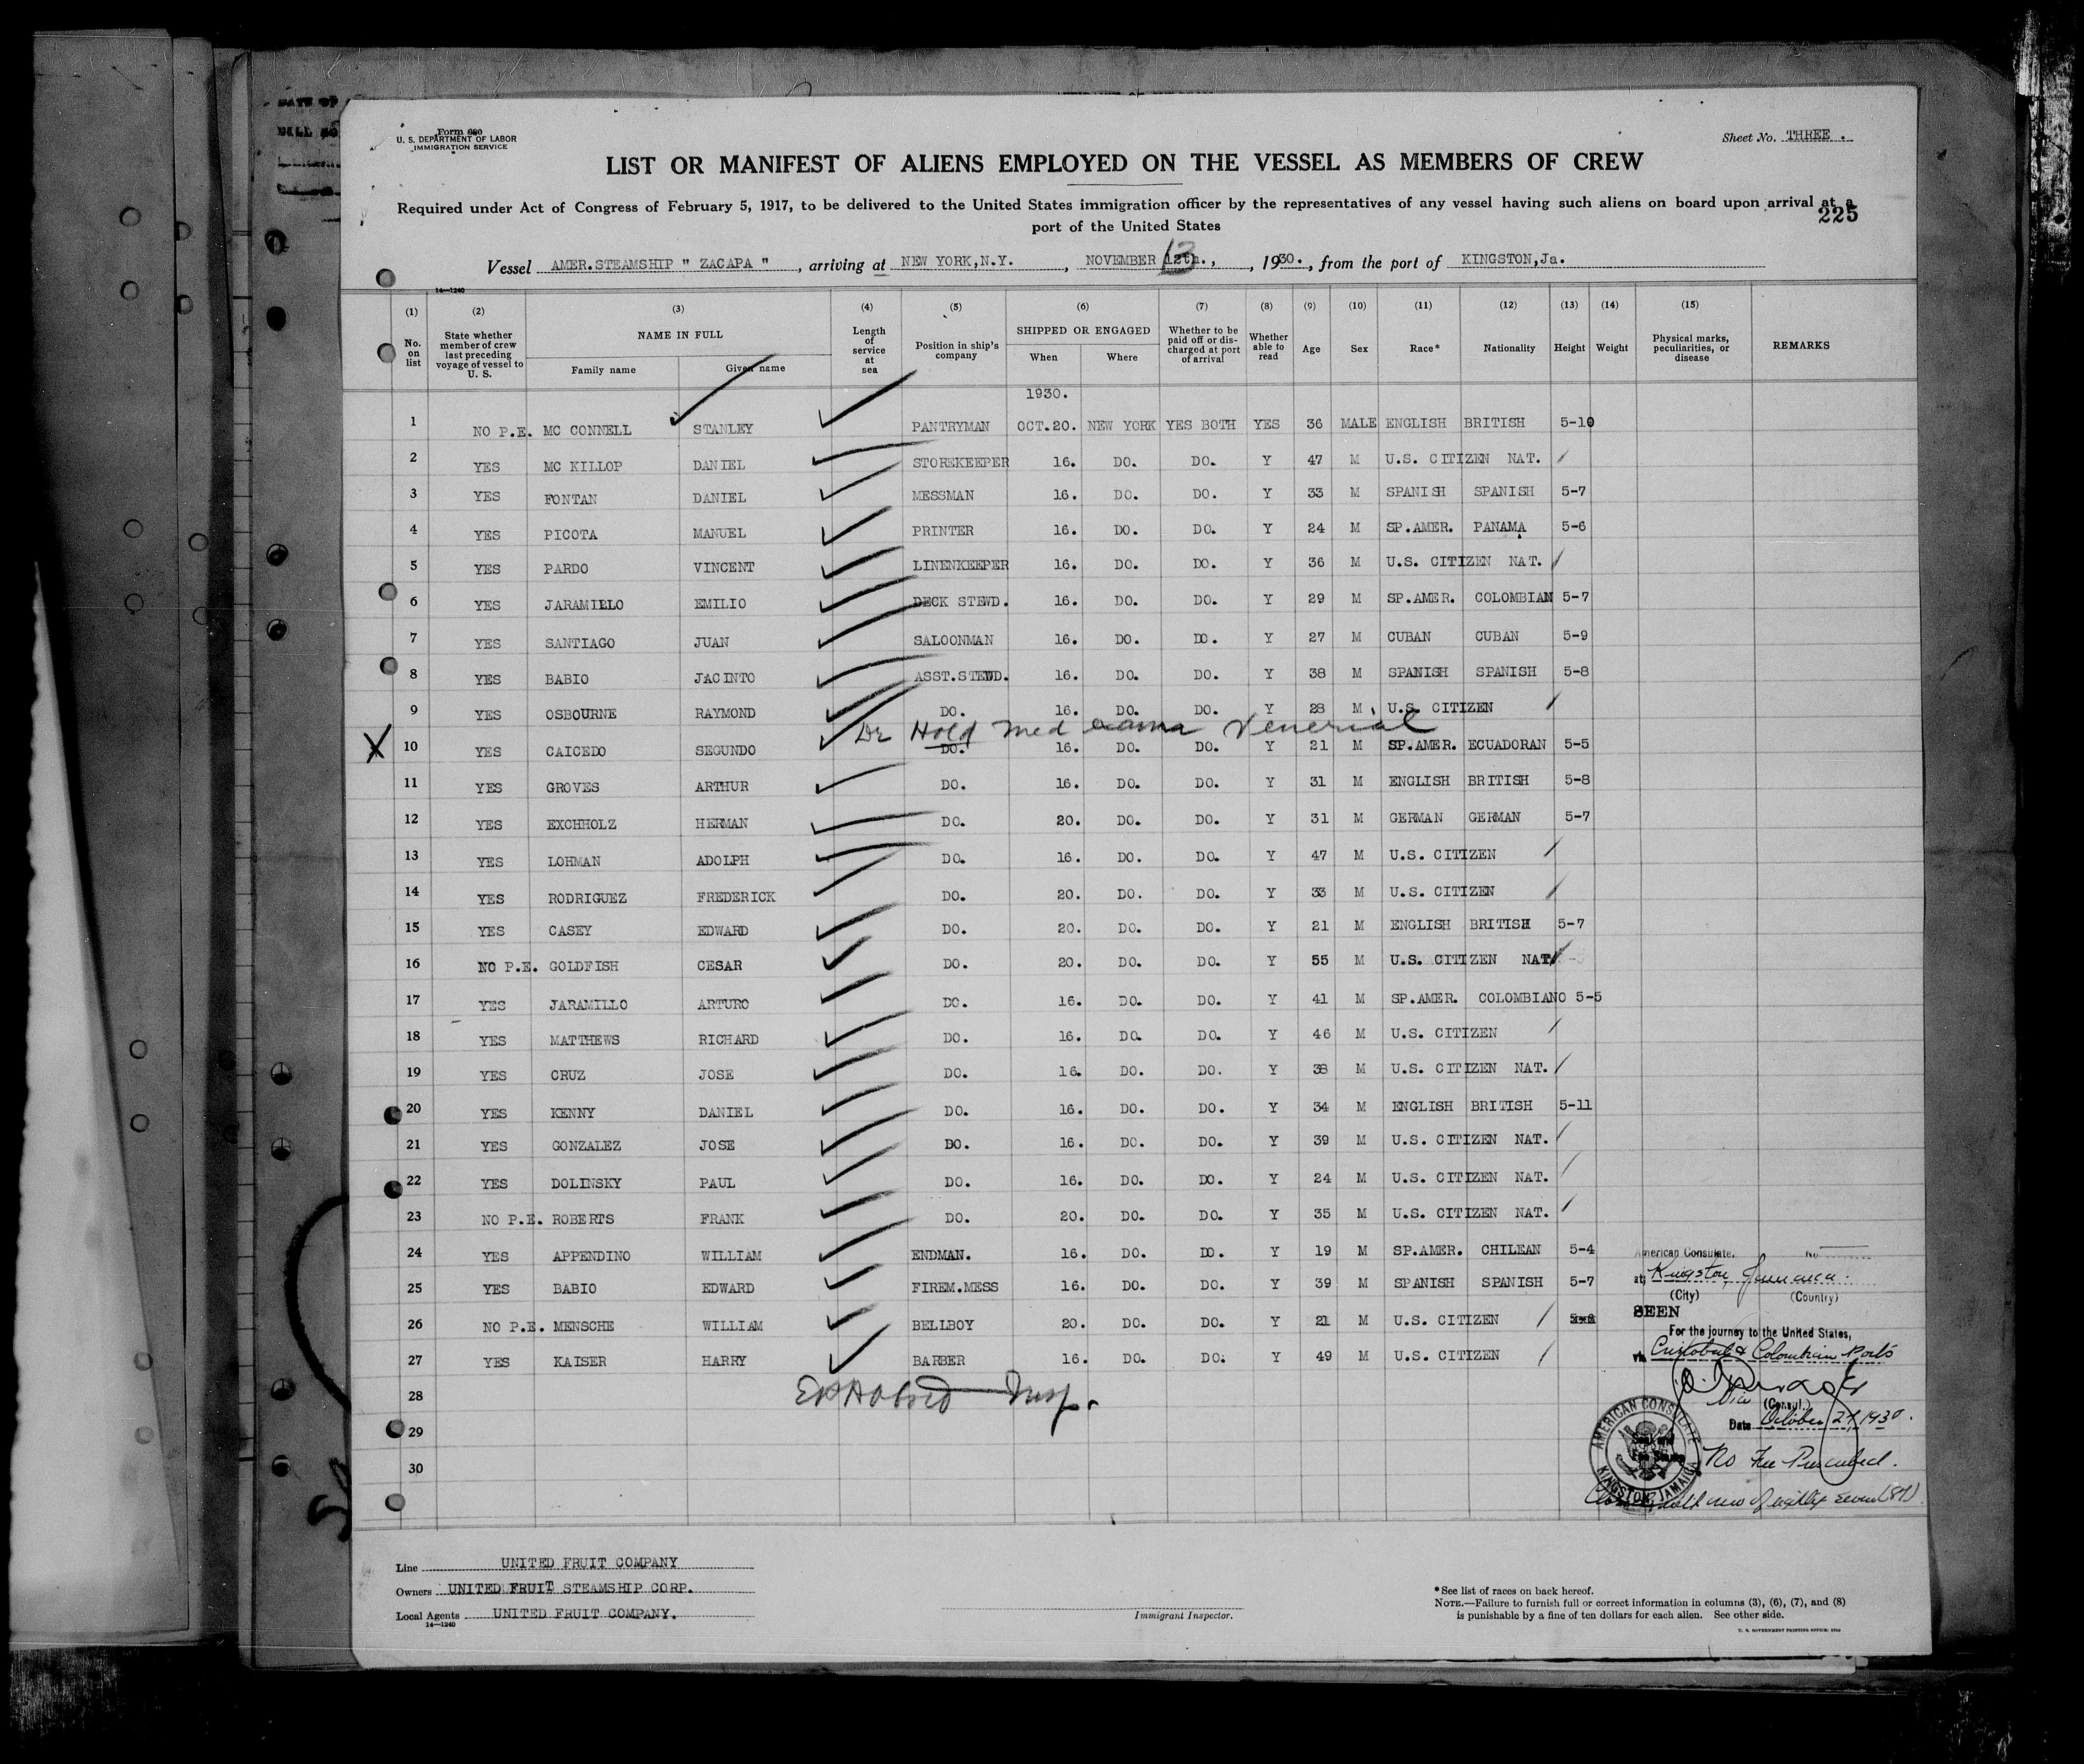 DATE OF
Form 680
U. S. DEPARTMENT OF LABOR
IMMIGRATION SERVICE
Sheet No. THREE .
LIST OR MANIFEST OF ALIENS EMPLOYED ON THE VESSEL AS MEMBERS OF CREW
Required under Act of Congress of February 5, 1917, to be delivered to the United States immigration officer by the representatives of any vessel having such aliens on board upon arrival at a
port of the United States
225
Vessel AMER.STEAMSHIP " ZACAPA " , arriving at NEW YORK,N.Y. , NOVEMBER 12th., 13 , 1930. , from the port of KINGSTON,Ja.
14—1240
(1) (2) (3) (4) (5) (6) (7) (8) (9) (10) (11) (12) (13) (14) (15)
No. on list State whether member of crew last preceding voyage of vessel to U. S. NAME IN FULL Family name Given name Length of service at sea Position in ship's company SHIPPED OR ENGAGED When Where Whether to be paid off or discharged at port of arrival Whether able to read Age Sex Race* Nationality Height Weight Physical marks, peculiarities, or disease REMARKS
1930.
1 NO P.E. MC CONNELL STANLEY PANTRYMAN OCT.20. NEW YORK YES BOTH YES 36 MALE ENGLISH BRITISH 5-10
2 YES MC KILLOP DANIEL STOREKEEPER 16. DO. DO. Y 47 M U.S. CITIZEN NAT.
3 YES FONTAN DANIEL MESSMAN 16. DO. DO. Y 33 M SPANISH SPANISH 5-7
4 YES PICOTA MANUEL PRINTER 16. DO. DO. Y 24 M SP.AMER. PANAMA 5-6
5 YES PARDO VINCENT LINENKEEPER 16. DO. DO. Y 36 M U.S. CITIZEN NAT.
6 YES JARAMILLO EMILIO DECK STEWD. 16. DO. DO. Y 29 M SP.AMER. COLOMBIAN 5-7
7 YES SANTIAGO JUAN SALOONMAN 16. DO. DO. Y 27 M CUBAN CUBAN 5-9
8 YES BABIO JACINTO ASST.STEWD. 16. DO. DO. Y 38 M SPANISH SPANISH 5-8
9 YES OSBOURNE RAYMOND DO. 16. DO. DO. Y 28 M U.S. CITIZEN
Dr Hold med exam Venerial
X 10 YES CAICEDO SEGUNDO DO. 16. DO. DO. Y 21 M SP.AMER. ECUADORAN 5-5
11 YES GROVES ARTHUR DO. 16. DO. DO. Y 31 M ENGLISH BRITISH 5-8
12 YES EXCHHOLZ HERMAN DO. 20. DO. DO. Y 31 M GERMAN GERMAN 5-7
13 YES LOHMAN ADOLPH DO. 16. DO. DO. Y 47 M U.S. CITIZEN
14 YES RODRIGUEZ FREDERICK DO. 20. DO. DO. Y 33 M U.S. CITIZEN
15 YES CASEY EDWARD DO. 20. DO. DO. Y 21 M ENGLISH BRITISH 5-7
16 NO P.E. GOLDFISH CESAR DO. 20. DO. DO. Y 55 M U.S. CITIZEN NAT.
17 YES JARAMILLO ARTURO DO. 16. DO. DO. Y 41 M SP.AMER. COLOMBIANO 5-5
18 YES MATTHEWS RICHARD DO. 16. DO. DO. Y 46 M U.S. CITIZEN
19 YES CRUZ JOSE DO. 16. DO. DO. Y 38 M U.S. CITIZEN NAT.
20 YES KENNY DANIEL DO. 16. DO. DO. Y 34 M ENGLISH BRITISH 5-11
21 YES GONZALEZ JOSE DO. 16. DO. DO. Y 39 M U.S. CITIZEN NAT.
22 YES DOLINSKY PAUL DO. 16. DO. DO. Y 24 M U.S. CITIZEN NAT.
23 NO P.E. ROBERTS FRANK DO. 20. DO. DO. Y 35 M U.S. CITIZEN NAT.
24 YES APPENDINO WILLIAM ENDMAN. 16. DO. DO. Y 19 M SP.AMER. CHILEAN 5-4
25 YES BABIO EDWARD FIREM.MESS 16. DO. DO. Y 39 M SPANISH SPANISH 5-7
26 NO P.E. MENSCHE WILLIAM BELLBOY 20. DO. DO. Y 21 M U.S. CITIZEN
27 YES KAISER HARRY BARBER 16. DO. DO. Y 49 M U.S. CITIZEN
28 Insp.
29
30
American Consulate, No
at Kingston, Jamaica.
(City) (Country)
SEEN
For the journey to the United States,
via Cristobal & Colombian Ports
Vice (Consul.)
Date October 29, 1930.
No Fee Prescribed.
AMERICAN CONSULATE
KINGSTON, JAMAICA
crew of eighty seven (87)
Line UNITED FRUIT COMPANY
Owners UNITED FRUIT STEAMSHIP CORP.
Local Agents UNITED FRUIT COMPANY.
14—1240
Immigrant Inspector.
*See list of races on back hereof.
NOTE.—Failure to furnish full or correct information in columns (3), (6), (7), and (8)
is punishable by a fine of ten dollars for each alien. See other side.